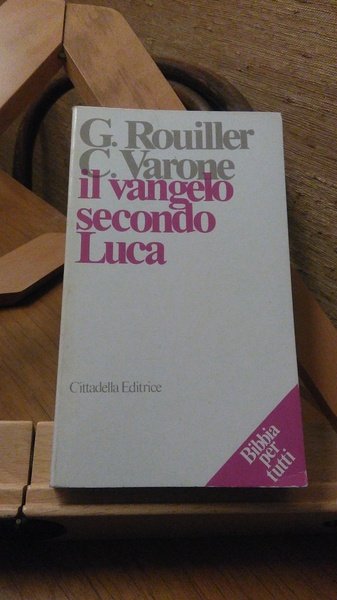 G. Rouiller
C. Varone
il vangelo
secondo
Luca
Cittadella Editrice
Bibbia
per
tutti